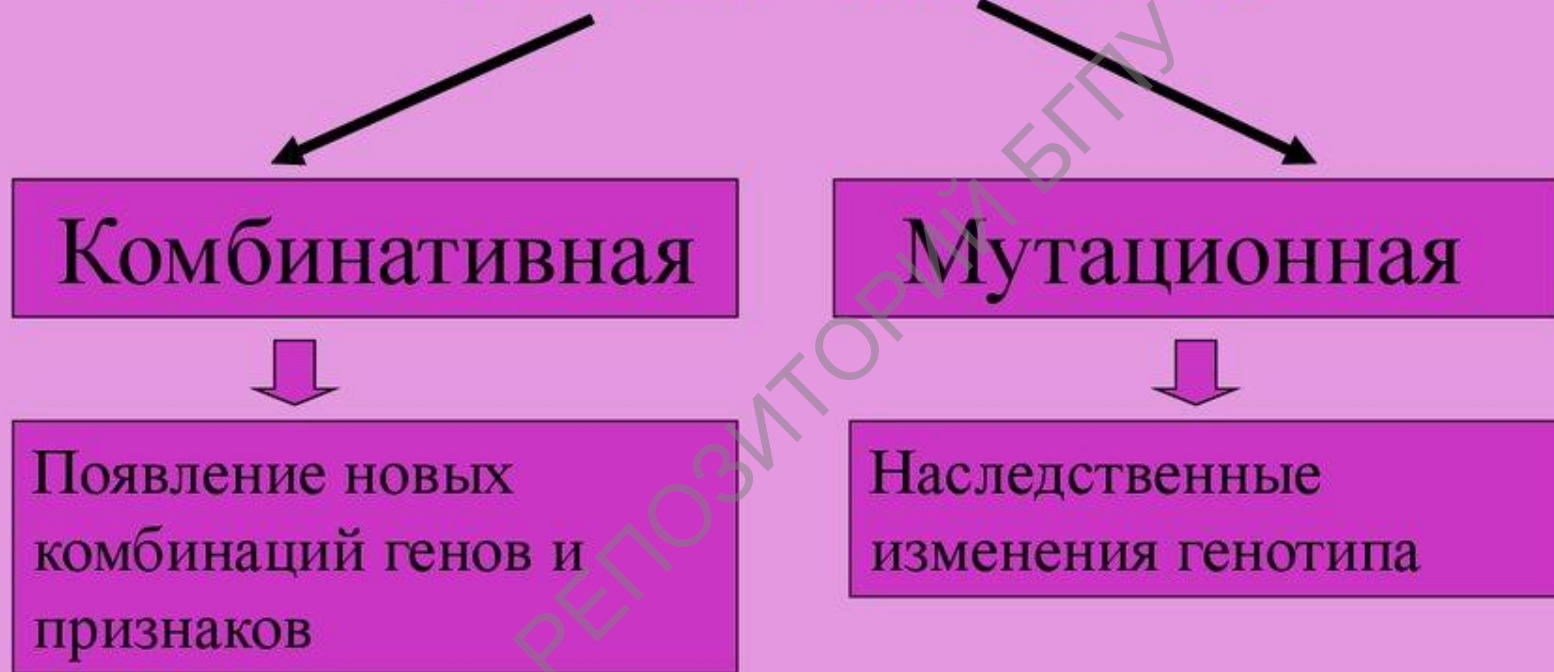 Комбинативная
Мутационная
Появление новых
комбинаций генов и
признаков
Наследственные
изменения генотипа
РЕПОЗИТОРИЙ БГПУ